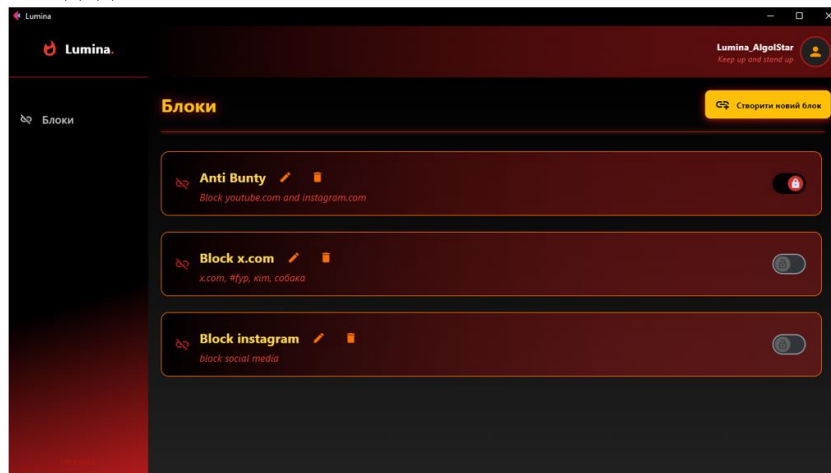 Lumina
Lumina.
Lumina_AlgolStar
Keep up and stand up
Блоки
Блоки
Створити новий блок
Anti Bunty
Block youtube.com and instagram.com
Block x.com
x.com, #fyp, кіт, собака
Block instagram
block social media